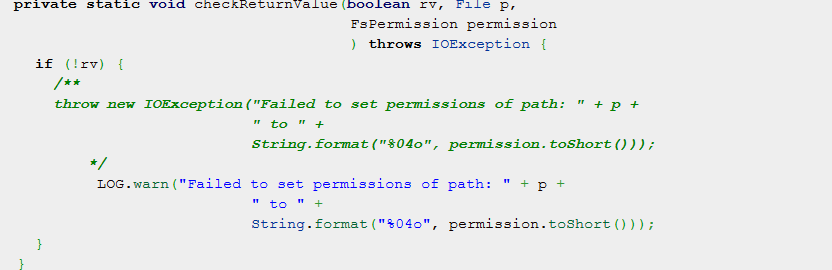 private static void checkReturnValue(boolean rv, File p,
                                     FsPermission permission
                                     ) throws IOException {
  if (!rv) {
    /**
    throw new IOException("Failed to set permissions of path: " + p +
                          " to " +
                          String.format("%04o", permission.toShort()));
        */
         LOG.warn("Failed to set permissions of path: " + p +
                          " to " +
                          String.format("%04o", permission.toShort()));
  }
}